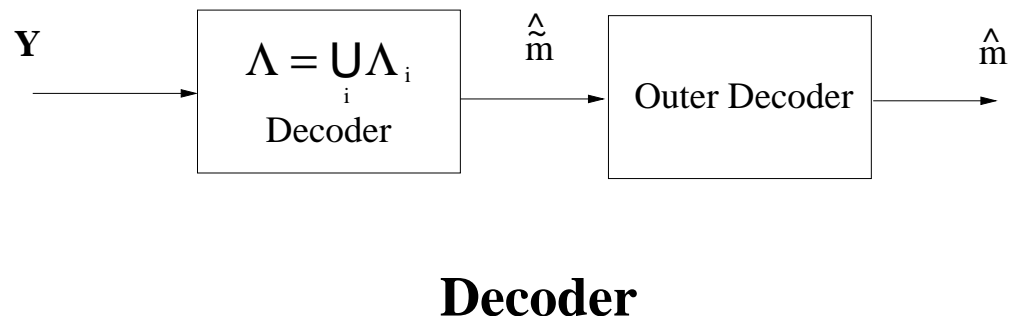 Y
Λ = ⋃ Λ i
i
Decoder
m̃̂
Outer Decoder
m̂
Decoder